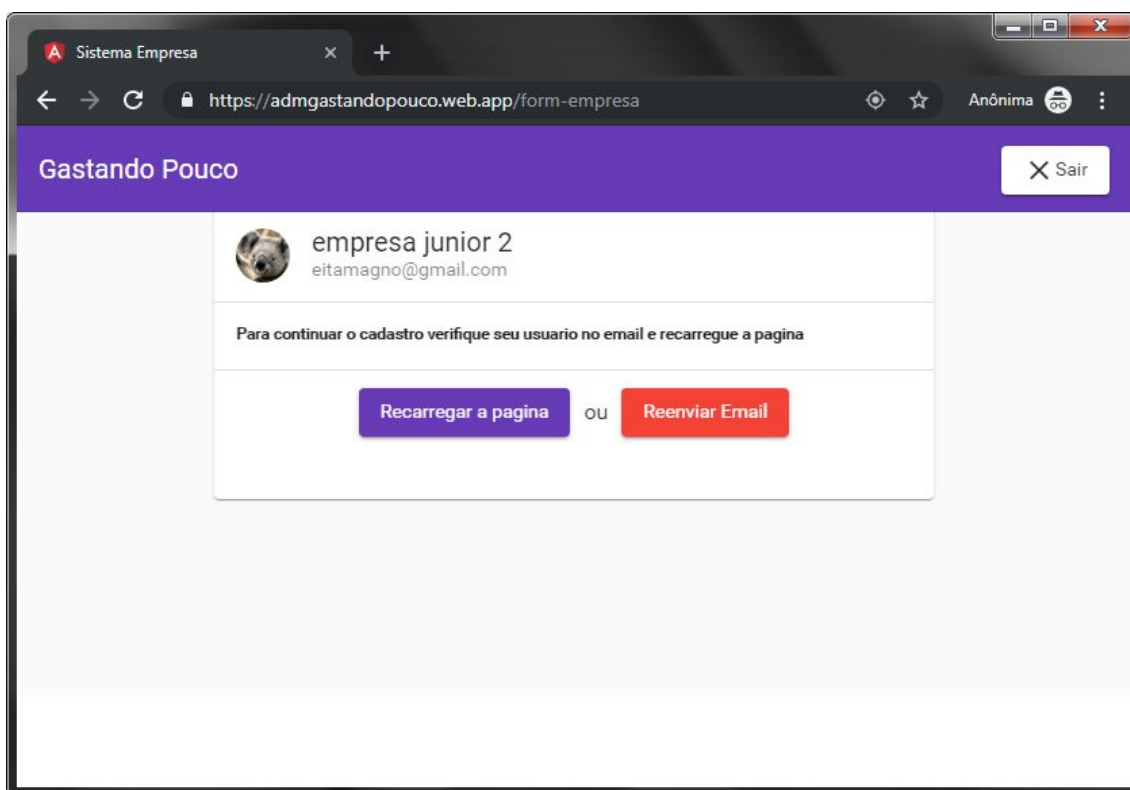 Sistema Empresa
https://admgastandopouco.web.app/form-empresa
Anônima
Gastando Pouco
Sair
empresa junior 2
eitamagno@gmail.com
Para continuar o cadastro verifique seu usuario no email e recarregue a pagina
Recarregar a pagina ou Reenviar Email